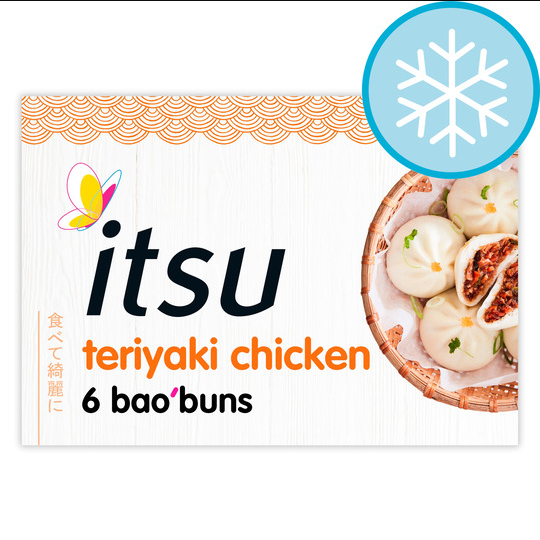 itsu
teriyaki chicken
6 bao'buns
食べて綺麗に